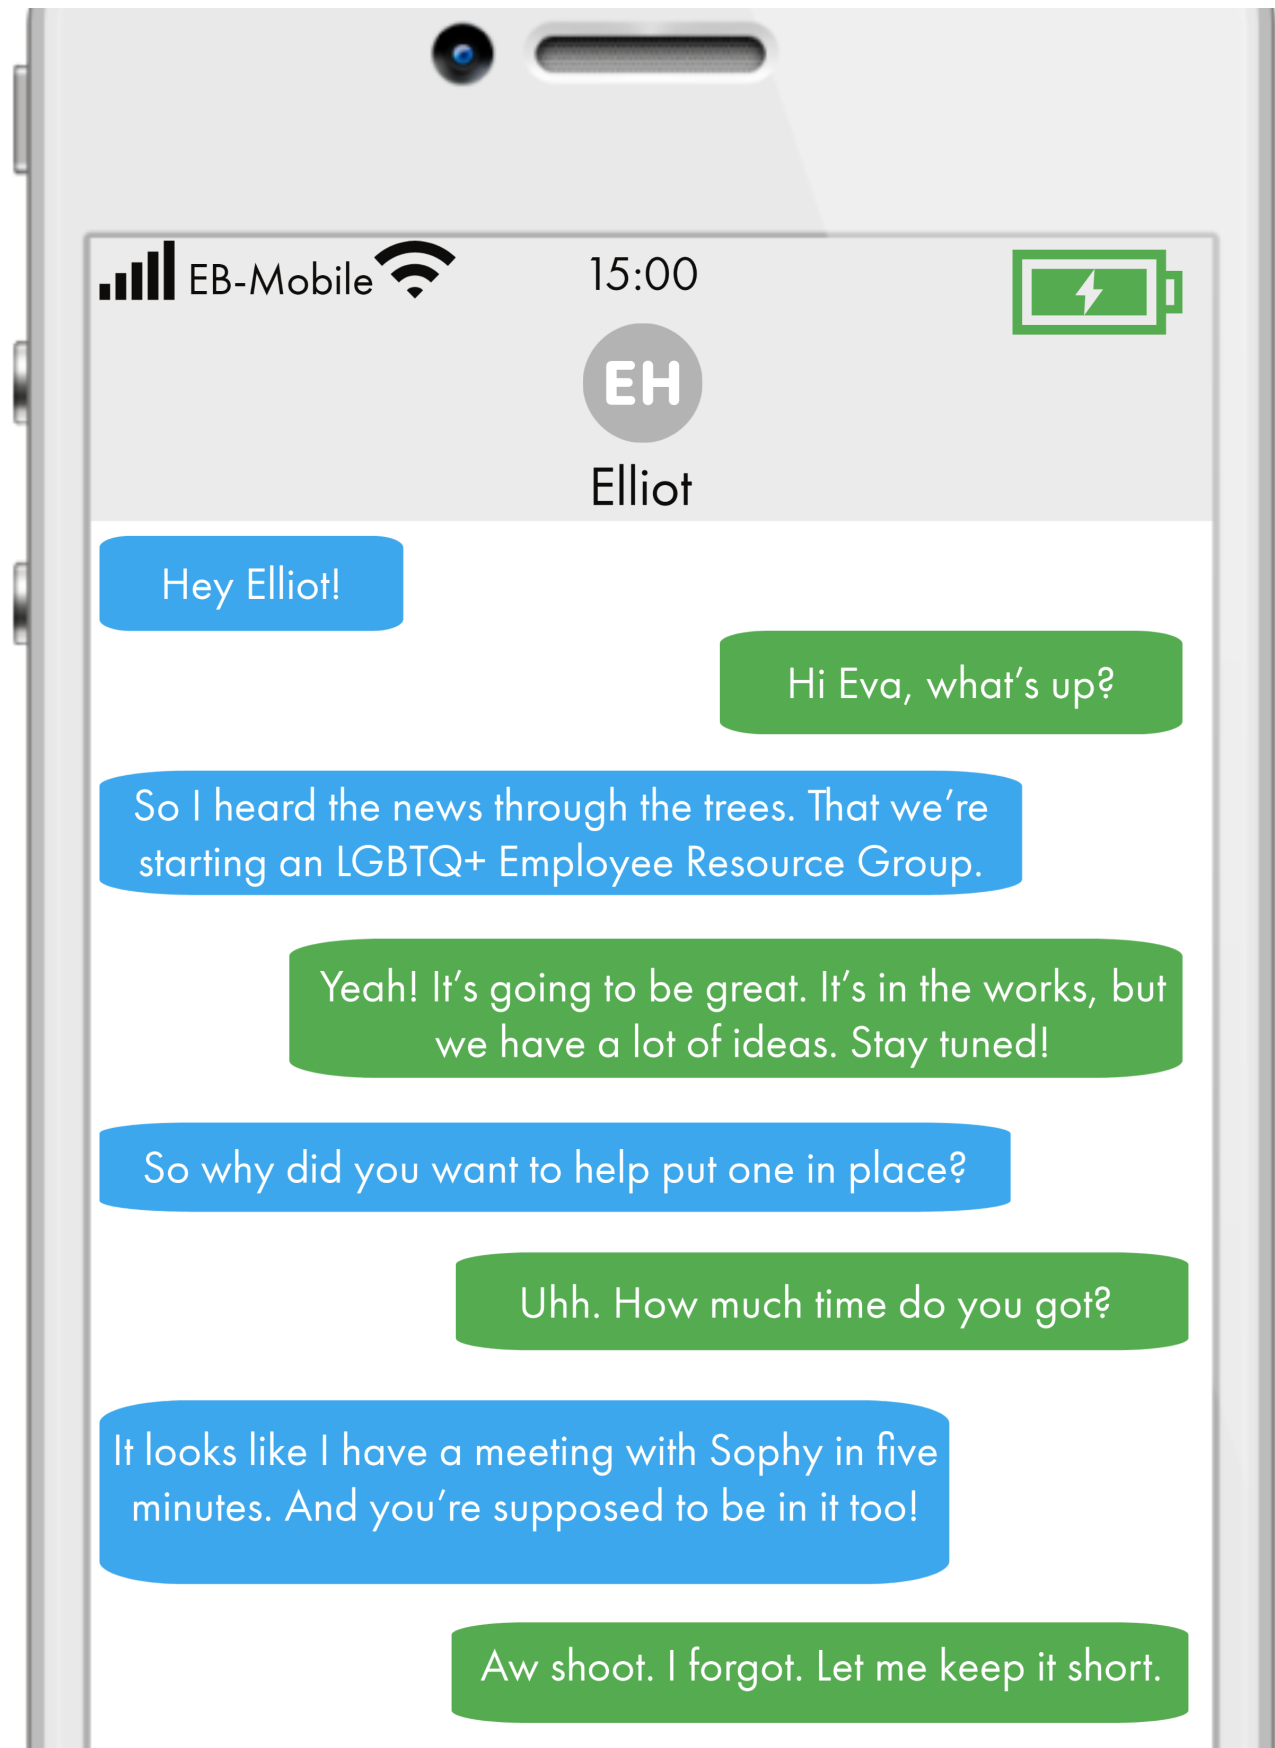 EB-Mobile
15:00
EH
Elliot
Hey Elliot!
Hi Eva, what’s up?
So I heard the news through the trees. That we’re
starting an LGBTQ+ Employee Resource Group.
Yeah! It’s going to be great. It’s in the works, but
we have a lot of ideas. Stay tuned!
So why did you want to help put one in place?
Uhh. How much time do you got?
It looks like I have a meeting with Sophy in five
minutes. And you’re supposed to be in it too!
Aw shoot. I forgot. Let me keep it short.